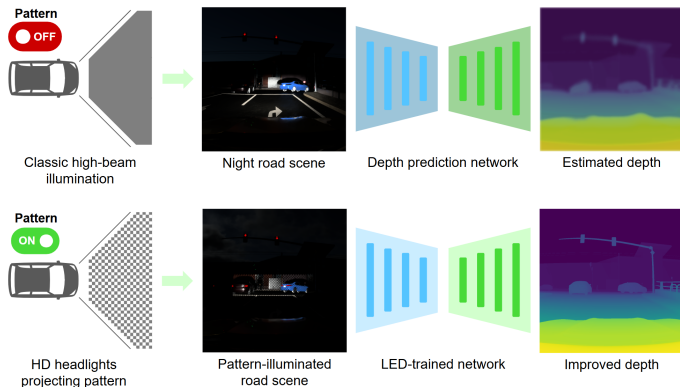 Pattern
OFF
Classic high-beam
illumination
Night road scene
Depth prediction network
Estimated depth
Pattern
ON
HD headlights
projecting pattern
Pattern-illuminated
road scene
LED-trained network
Improved depth